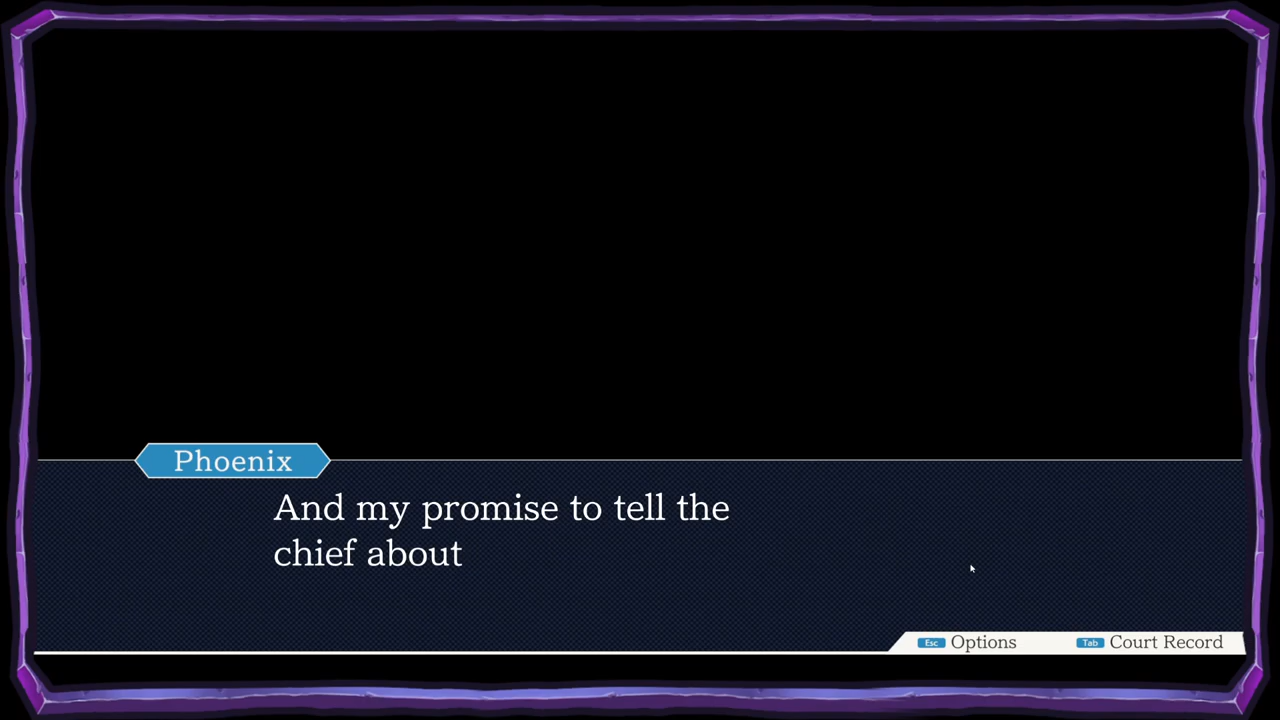 Phoenix
And my promise to tell the
chief about
Esc Options Tab Court Record